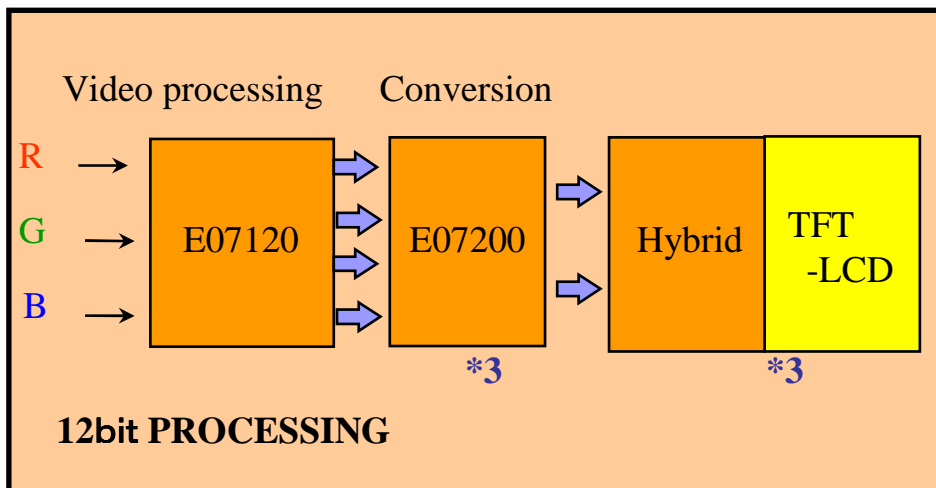 Video processing
Conversion
R
G
B
E07120
E07200
Hybrid
TFT
-LCD
*3
*3
12bit PROCESSING